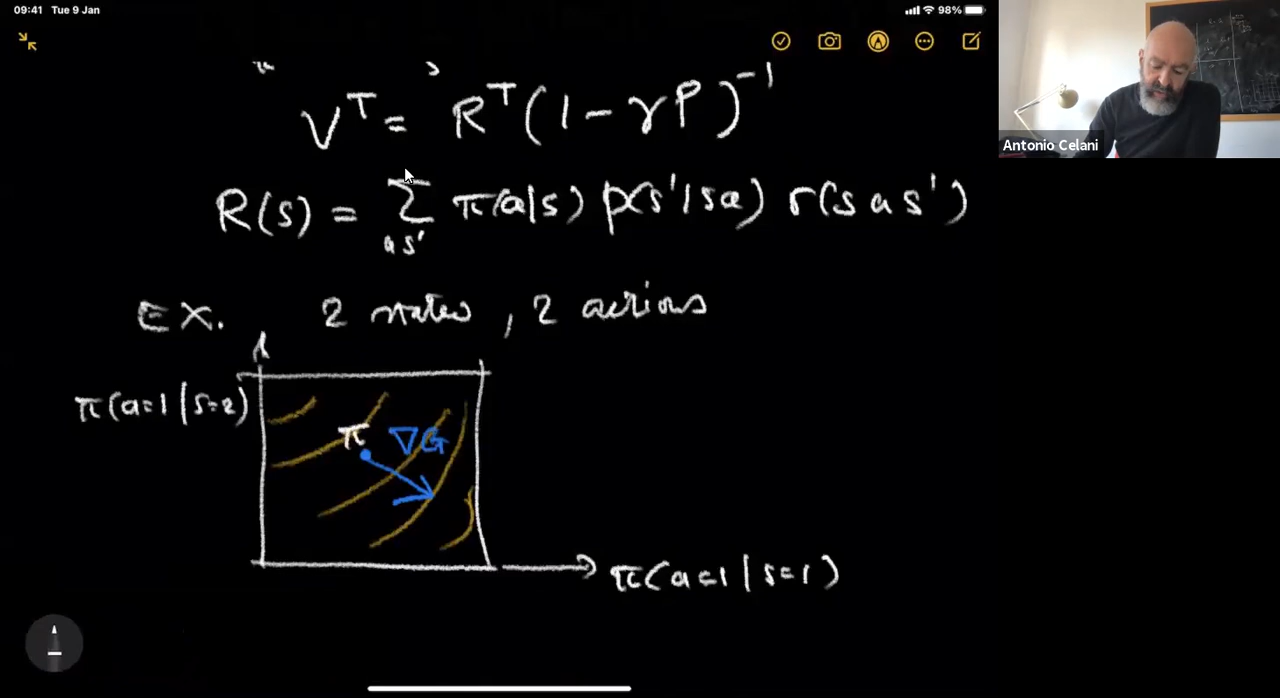 09:41 Tue 9 Jan
98%
Antonio Celani
V^T = R^T(1-γP)^{-1}
R(s) = Σ_{as'} π(a|s) p(s'|sa) r(sas')
EX. 2 states, 2 actions
π(a=1|s=2)
π ∇G
π(a=1|s=1)